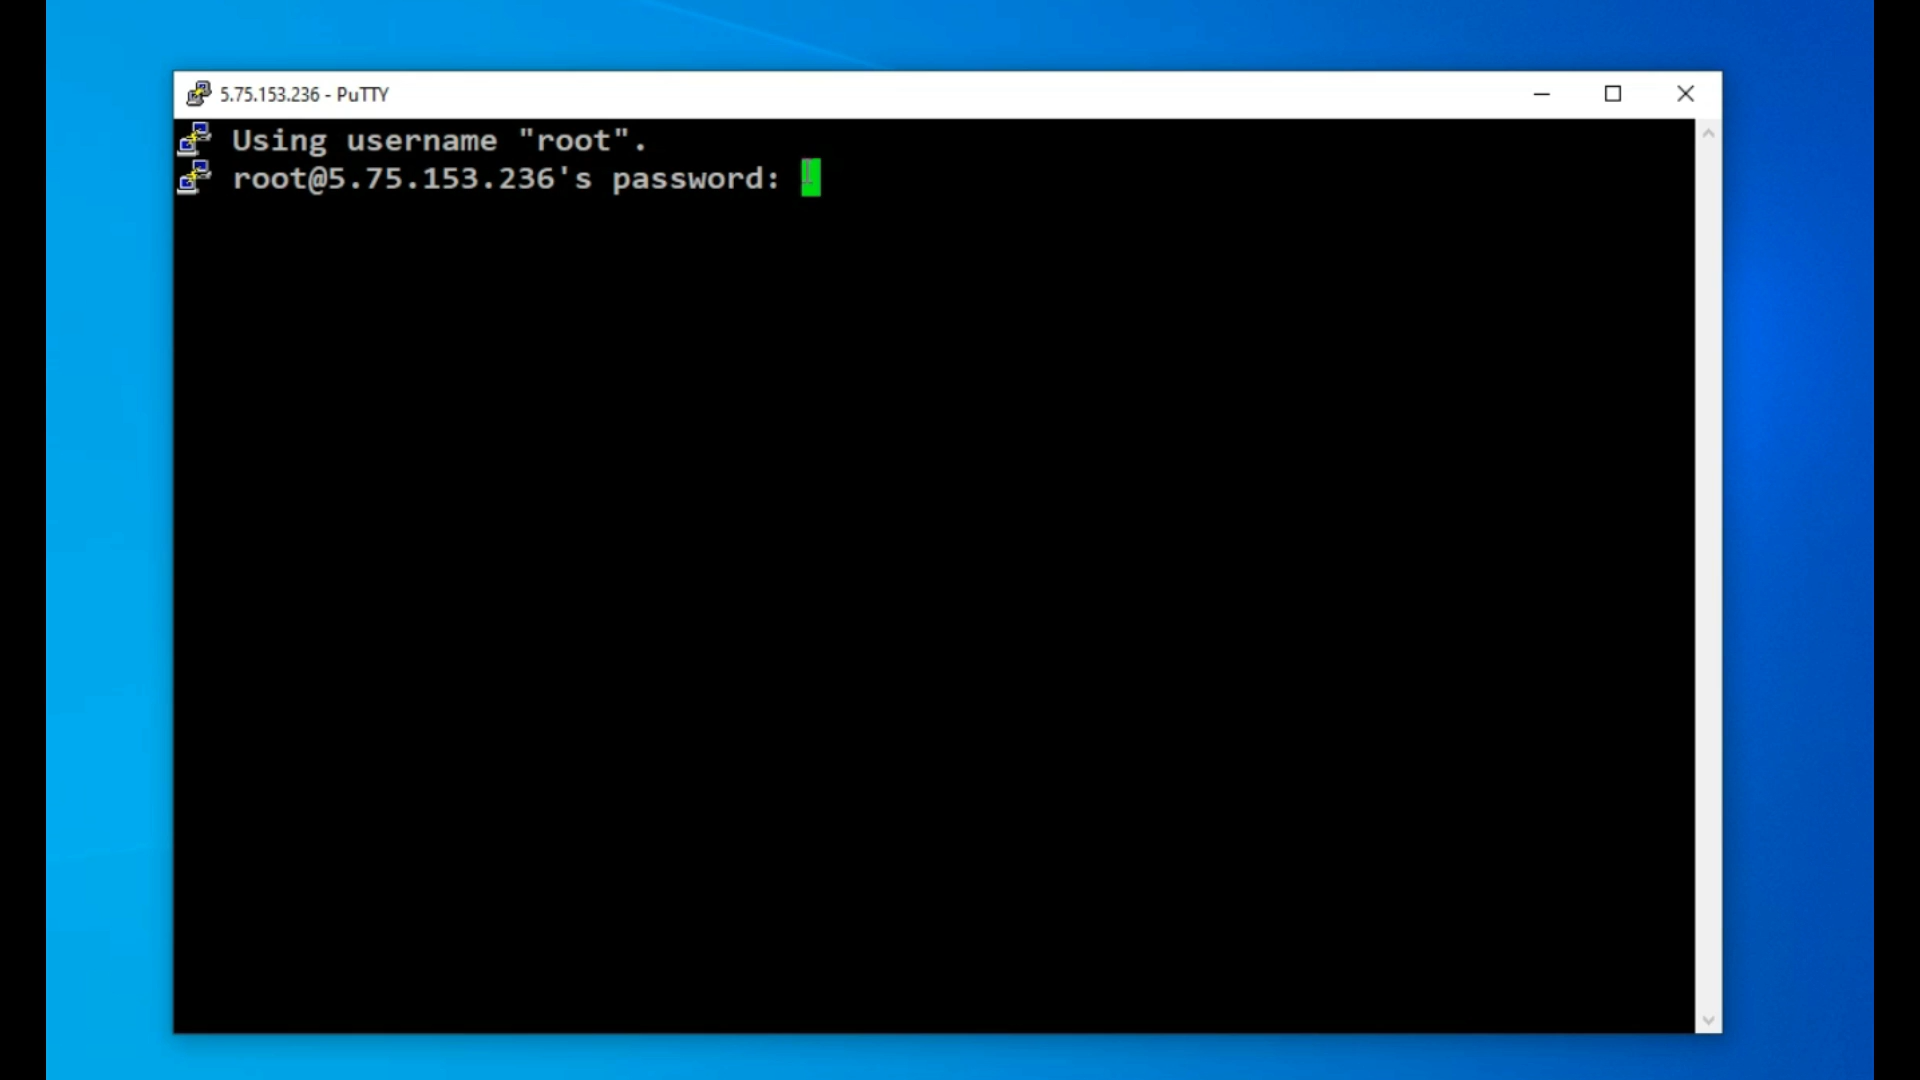 5.75.153.236 - PuTTY
Using username "root".
root@5.75.153.236's password: